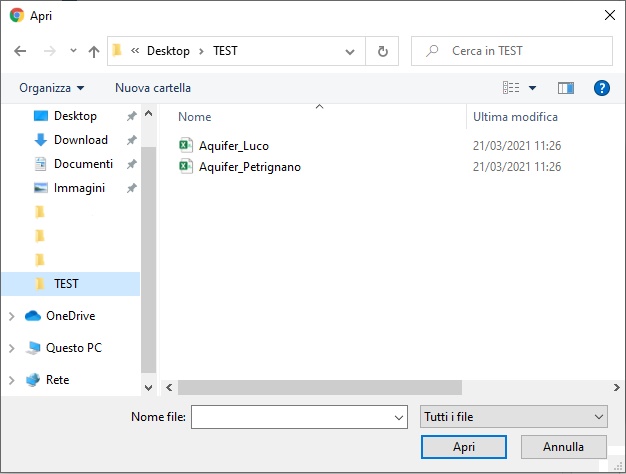 Apri
Desktop
TEST
Cerca in TEST
Organizza
Nuova cartella
?
Desktop
Download
Documenti
Immagini
TEST
OneDrive
Questo PC
Rete
Nome
Ultima modifica
Aquifer_Luco
21/03/2021 11:26
Aquifer_Petrignano
21/03/2021 11:26
Nome file:
Tutti i file
Apri
Annulla